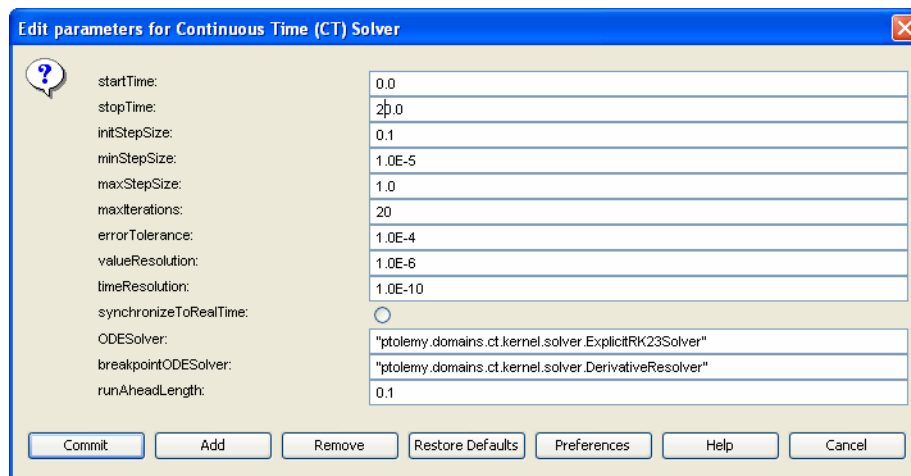 Edit parameters for Continuous Time (CT) Solver
?
startTime: 0.0
stopTime: 20.0
initStepSize: 0.1
minStepSize: 1.0E-5
maxStepSize: 1.0
maxIterations: 20
errorTolerance: 1.0E-4
valueResolution: 1.0E-6
timeResolution: 1.0E-10
synchronizeToRealTime:
ODESolver: "ptolemy.domains.ct.kernel.solver.ExplicitRK23Solver"
breakpointODESolver: "ptolemy.domains.ct.kernel.solver.DerivativeResolver"
runAheadLength: 0.1
Commit Add Remove Restore Defaults Preferences Help Cancel